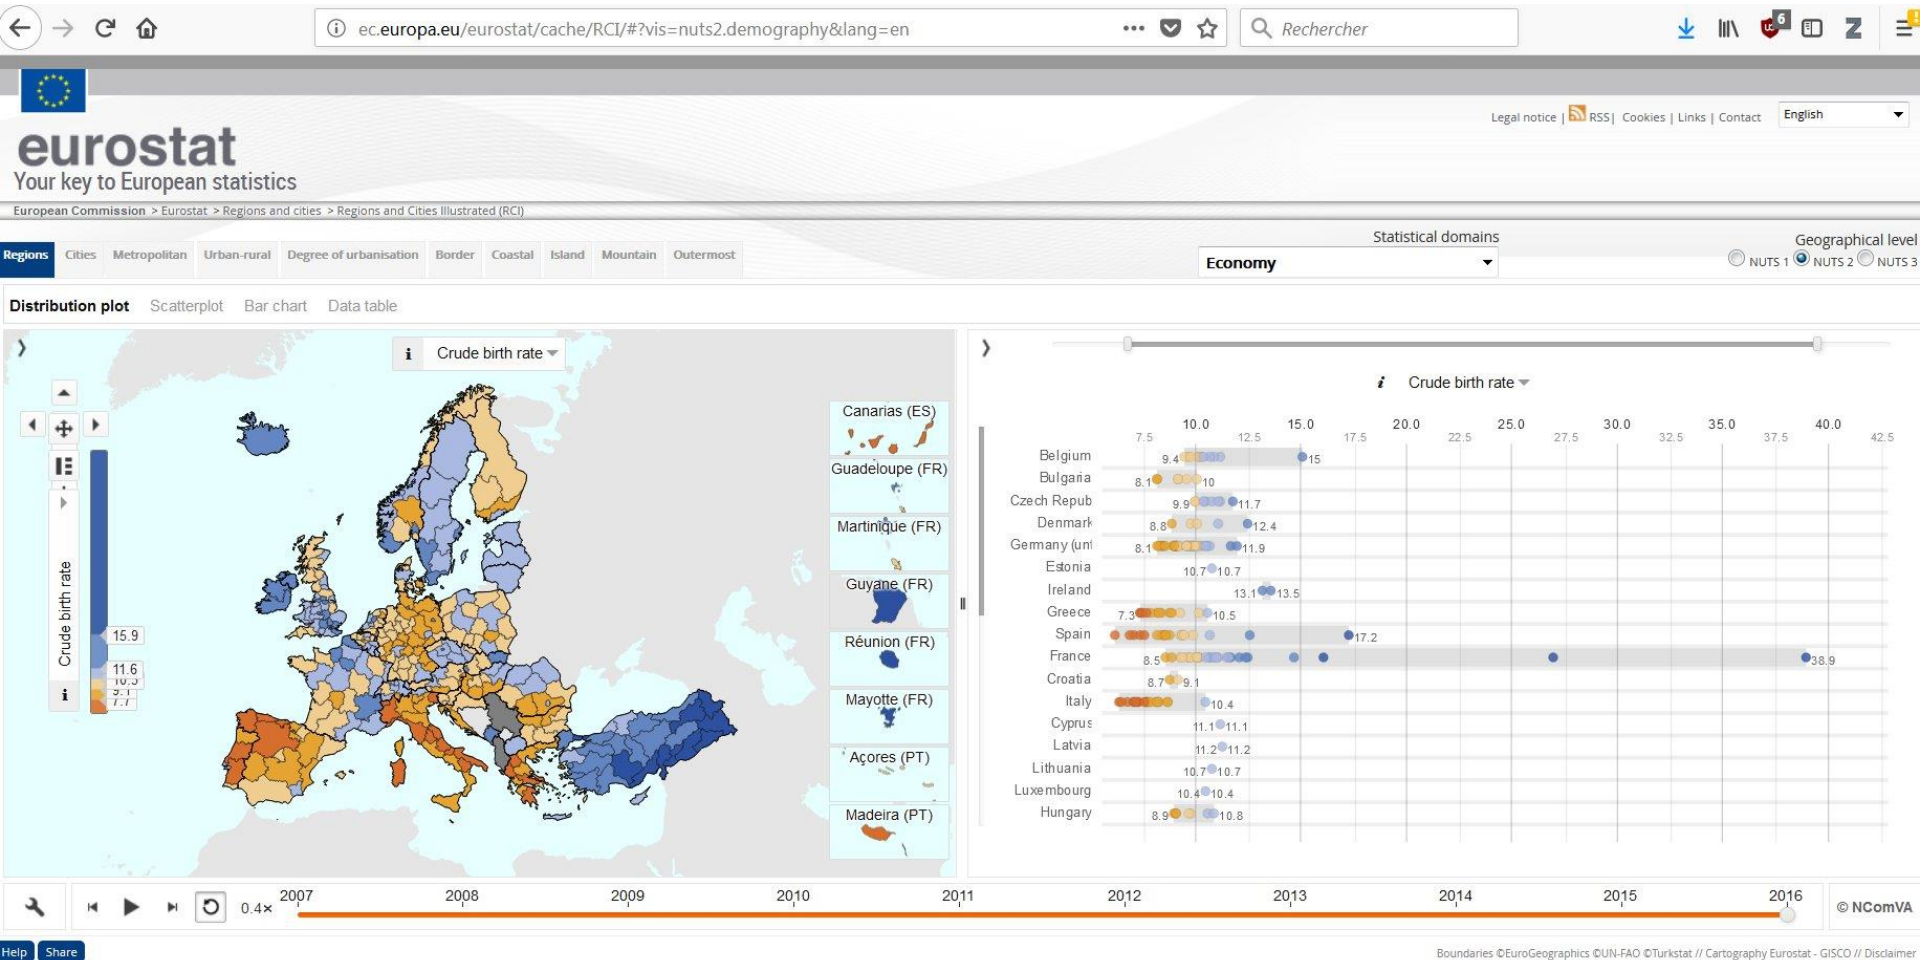 ec.europa.eu/eurostat/cache/RCI/#?vis=nuts2.demography&lang=en
Rechercher
6
eurostat
Your key to European statistics
Legal notice | RSS | Cookies | Links | Contact
English
European Commission > Eurostat > Regions and cities > Regions and Cities Illustrated (RCI)
Regions Cities Metropolitan Urban-rural Degree of urbanisation Border Coastal Island Mountain Outermost
Statistical domains
Economy
Geographical level
NUTS 1 NUTS 2 NUTS 3
Distribution plot Scatterplot Bar chart Data table
i Crude birth rate
Crude birth rate
i
15.9
11.6
10.5
9.1
7.7
Canarias (ES)
Guadeloupe (FR)
Martinique (FR)
Guyane (FR)
Réunion (FR)
Mayotte (FR)
Açores (PT)
Madeira (PT)
i Crude birth rate
10.0 15.0 20.0 25.0 30.0 35.0 40.0
7.5 12.5 17.5 22.5 27.5 32.5 37.5 42.5
Belgium 9.4 15
Bulgaria 8.1 10
Czech Repub 9.9 11.7
Denmark 8.8 12.4
Germany (unt 8.1 11.9
Estonia 10.7 10.7
Ireland 13.1 13.5
Greece 7.3 10.5
Spain 17.2
France 8.5 38.9
Croatia 8.7 9.1
Italy 10.4
Cyprus 11.1 11.1
Latvia 11.2 11.2
Lithuania 10.7 10.7
Luxembourg 10.4 10.4
Hungary 8.9 10.8
0.4×
2007 2008 2009 2010 2011 2012 2013 2014 2015 2016
© NComVA
Help Share
Boundaries ©EuroGeographics ©UN-FAO ©Turkstat // Cartography Eurostat - GISCO // Disclaimer